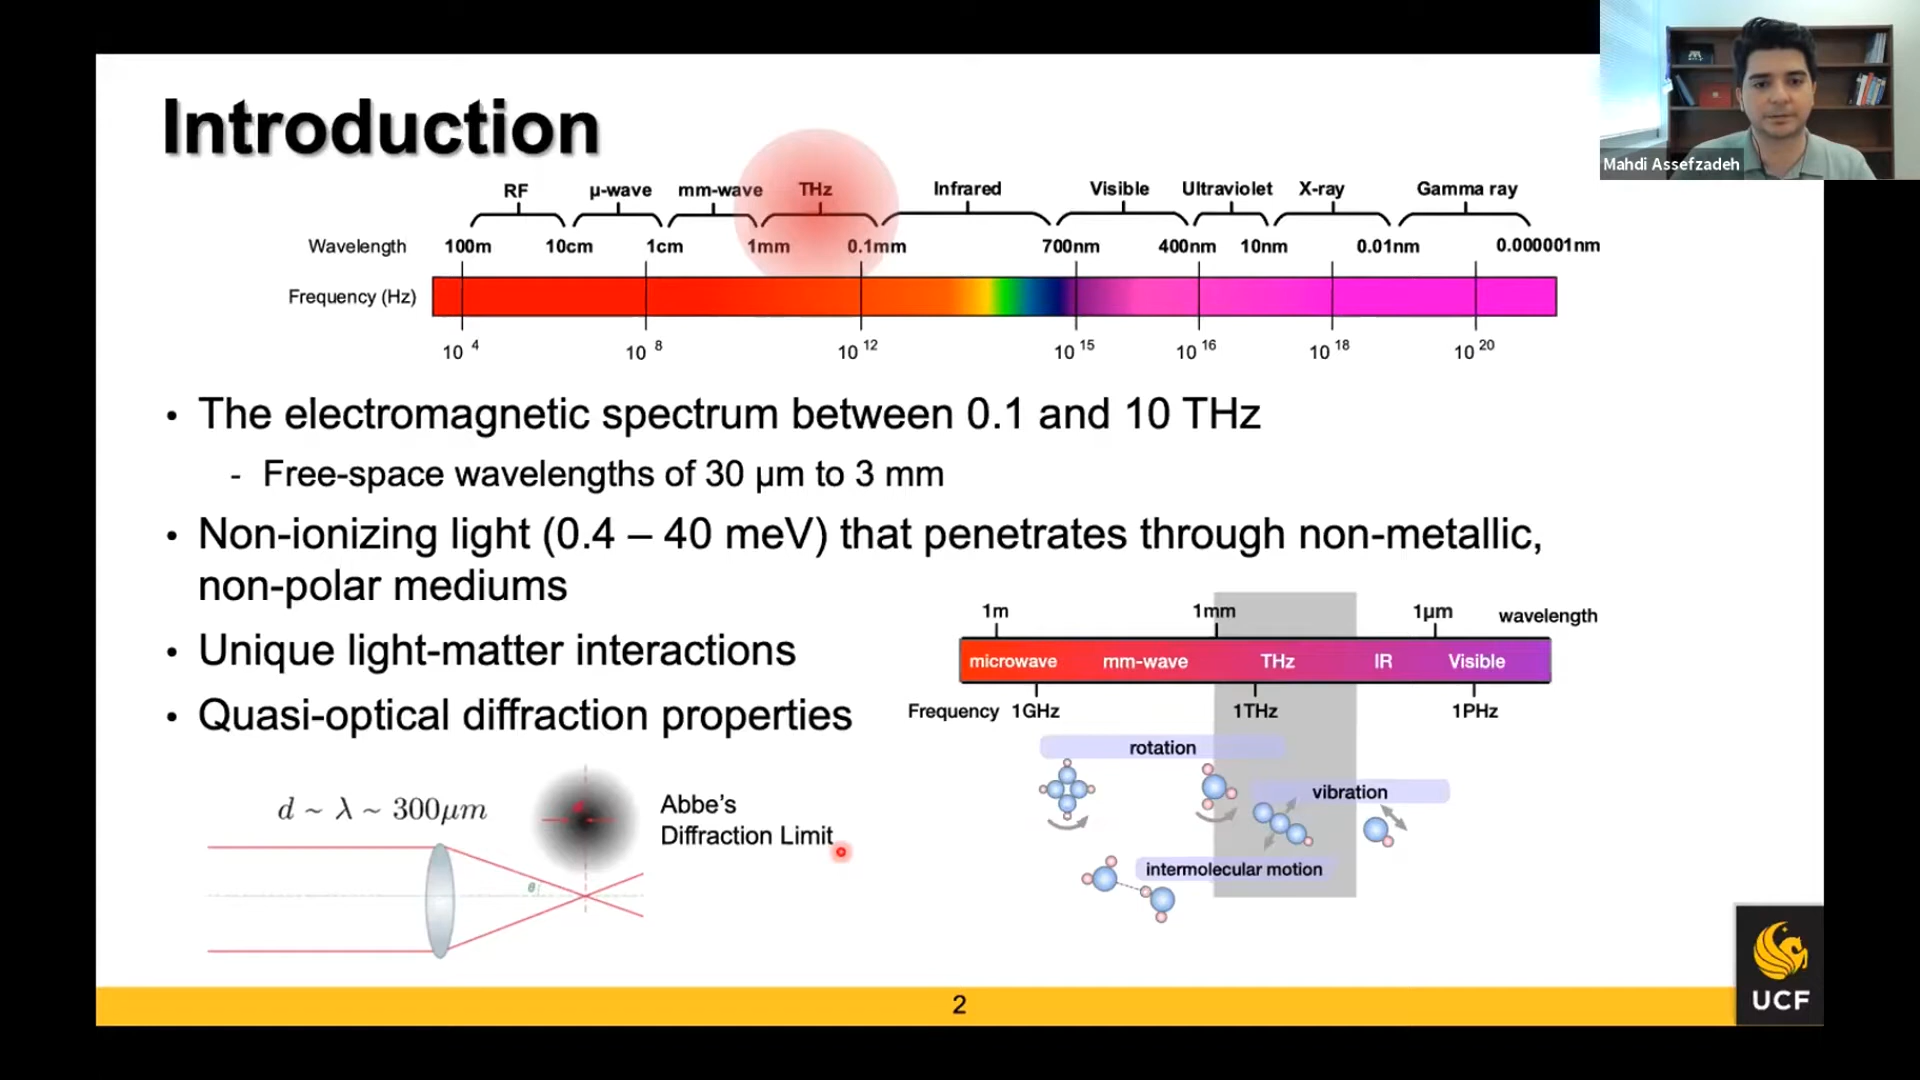 Introduction
Mahdi Assefzadeh
RF μ-wave mm-wave THz Infrared Visible Ultraviolet X-ray Gamma ray
Wavelength 100m 10cm 1cm 1mm 0.1mm 700nm 400nm 10nm 0.01nm 0.000001nm
Frequency (Hz)
10 4 10 8 10 12 10 15 10 16 10 18 10 20
• The electromagnetic spectrum between 0.1 and 10 THz
- Free-space wavelengths of 30 μm to 3 mm
• Non-ionizing light (0.4 – 40 meV) that penetrates through non-metallic,
non-polar mediums
• Unique light-matter interactions
• Quasi-optical diffraction properties
1m 1mm 1μm wavelength
microwave mm-wave THz IR Visible
Frequency 1GHz 1THz 1PHz
rotation
vibration
intermolecular motion
d ~ λ ~ 300μm
Abbe's
Diffraction Limit
θ
2
UCF